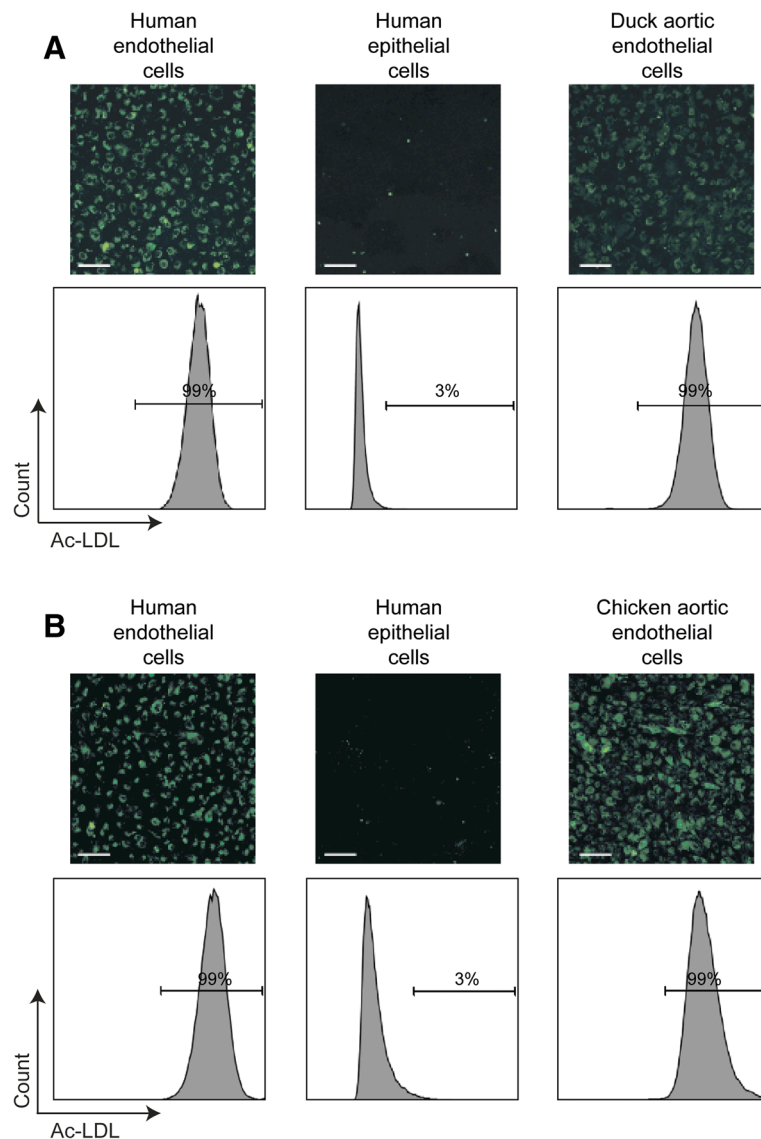 A
Human
endothelial
cells
Human
epithelial
cells
Duck aortic
endothelial
cells
99%
3%
99%
Count
Ac-LDL
B
Human
endothelial
cells
Human
epithelial
cells
Chicken aortic
endothelial
cells
99%
3%
99%
Count
Ac-LDL